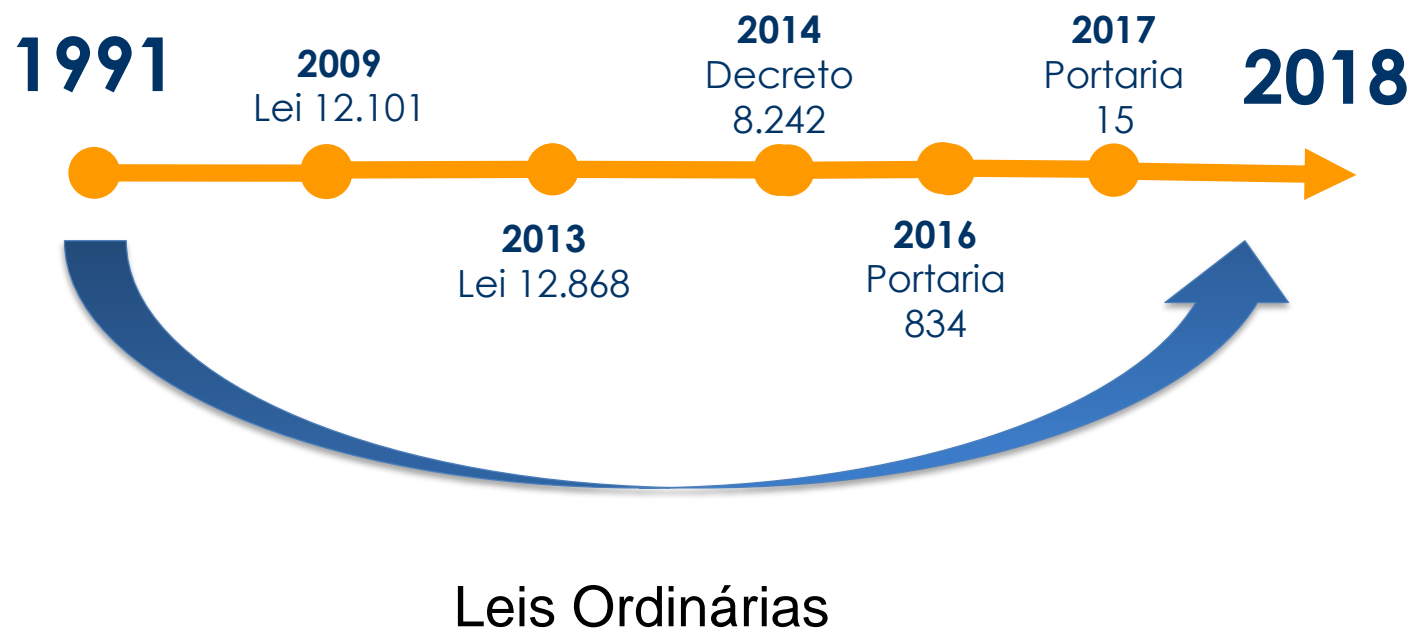 1991
2009
Lei 12.101
2013
Lei 12.868
2014
Decreto
8.242
2016
Portaria
834
2017
Portaria
15
2018
Leis Ordinárias